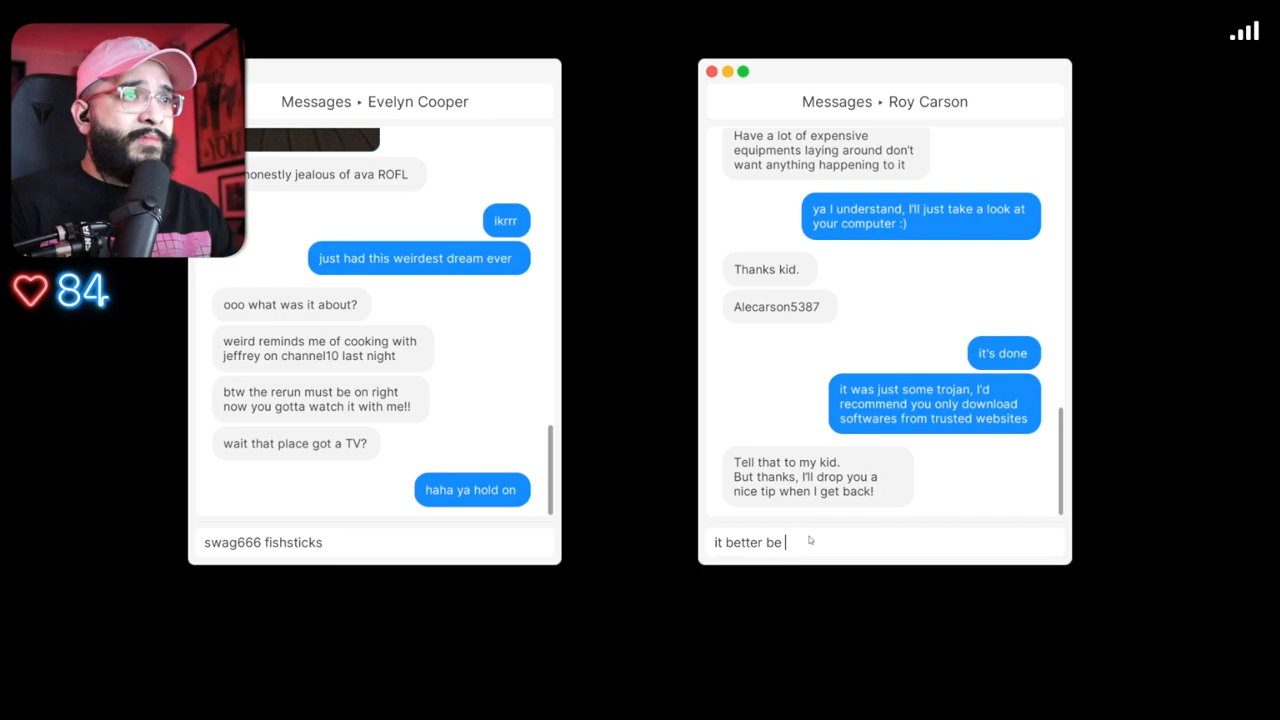 YOU
84
Messages ▸ Evelyn Cooper
honestly jealous of ava ROFL
ikrrr
just had this weirdest dream ever
ooo what was it about?
weird reminds me of cooking with
jeffrey on channel10 last night
btw the rerun must be on right
now you gotta watch it with me!!
wait that place got a TV?
haha ya hold on
swag666 fishsticks
Messages ▸ Roy Carson
Have a lot of expensive
equipments laying around don't
want anything happening to it
ya I understand, I'll just take a look at
your computer :)
Thanks kid.
Alecarson5387
it's done
it was just some trojan, I'd
recommend you only download
softwares from trusted websites
Tell that to my kid.
But thanks, I'll drop you a
nice tip when I get back!
it better be